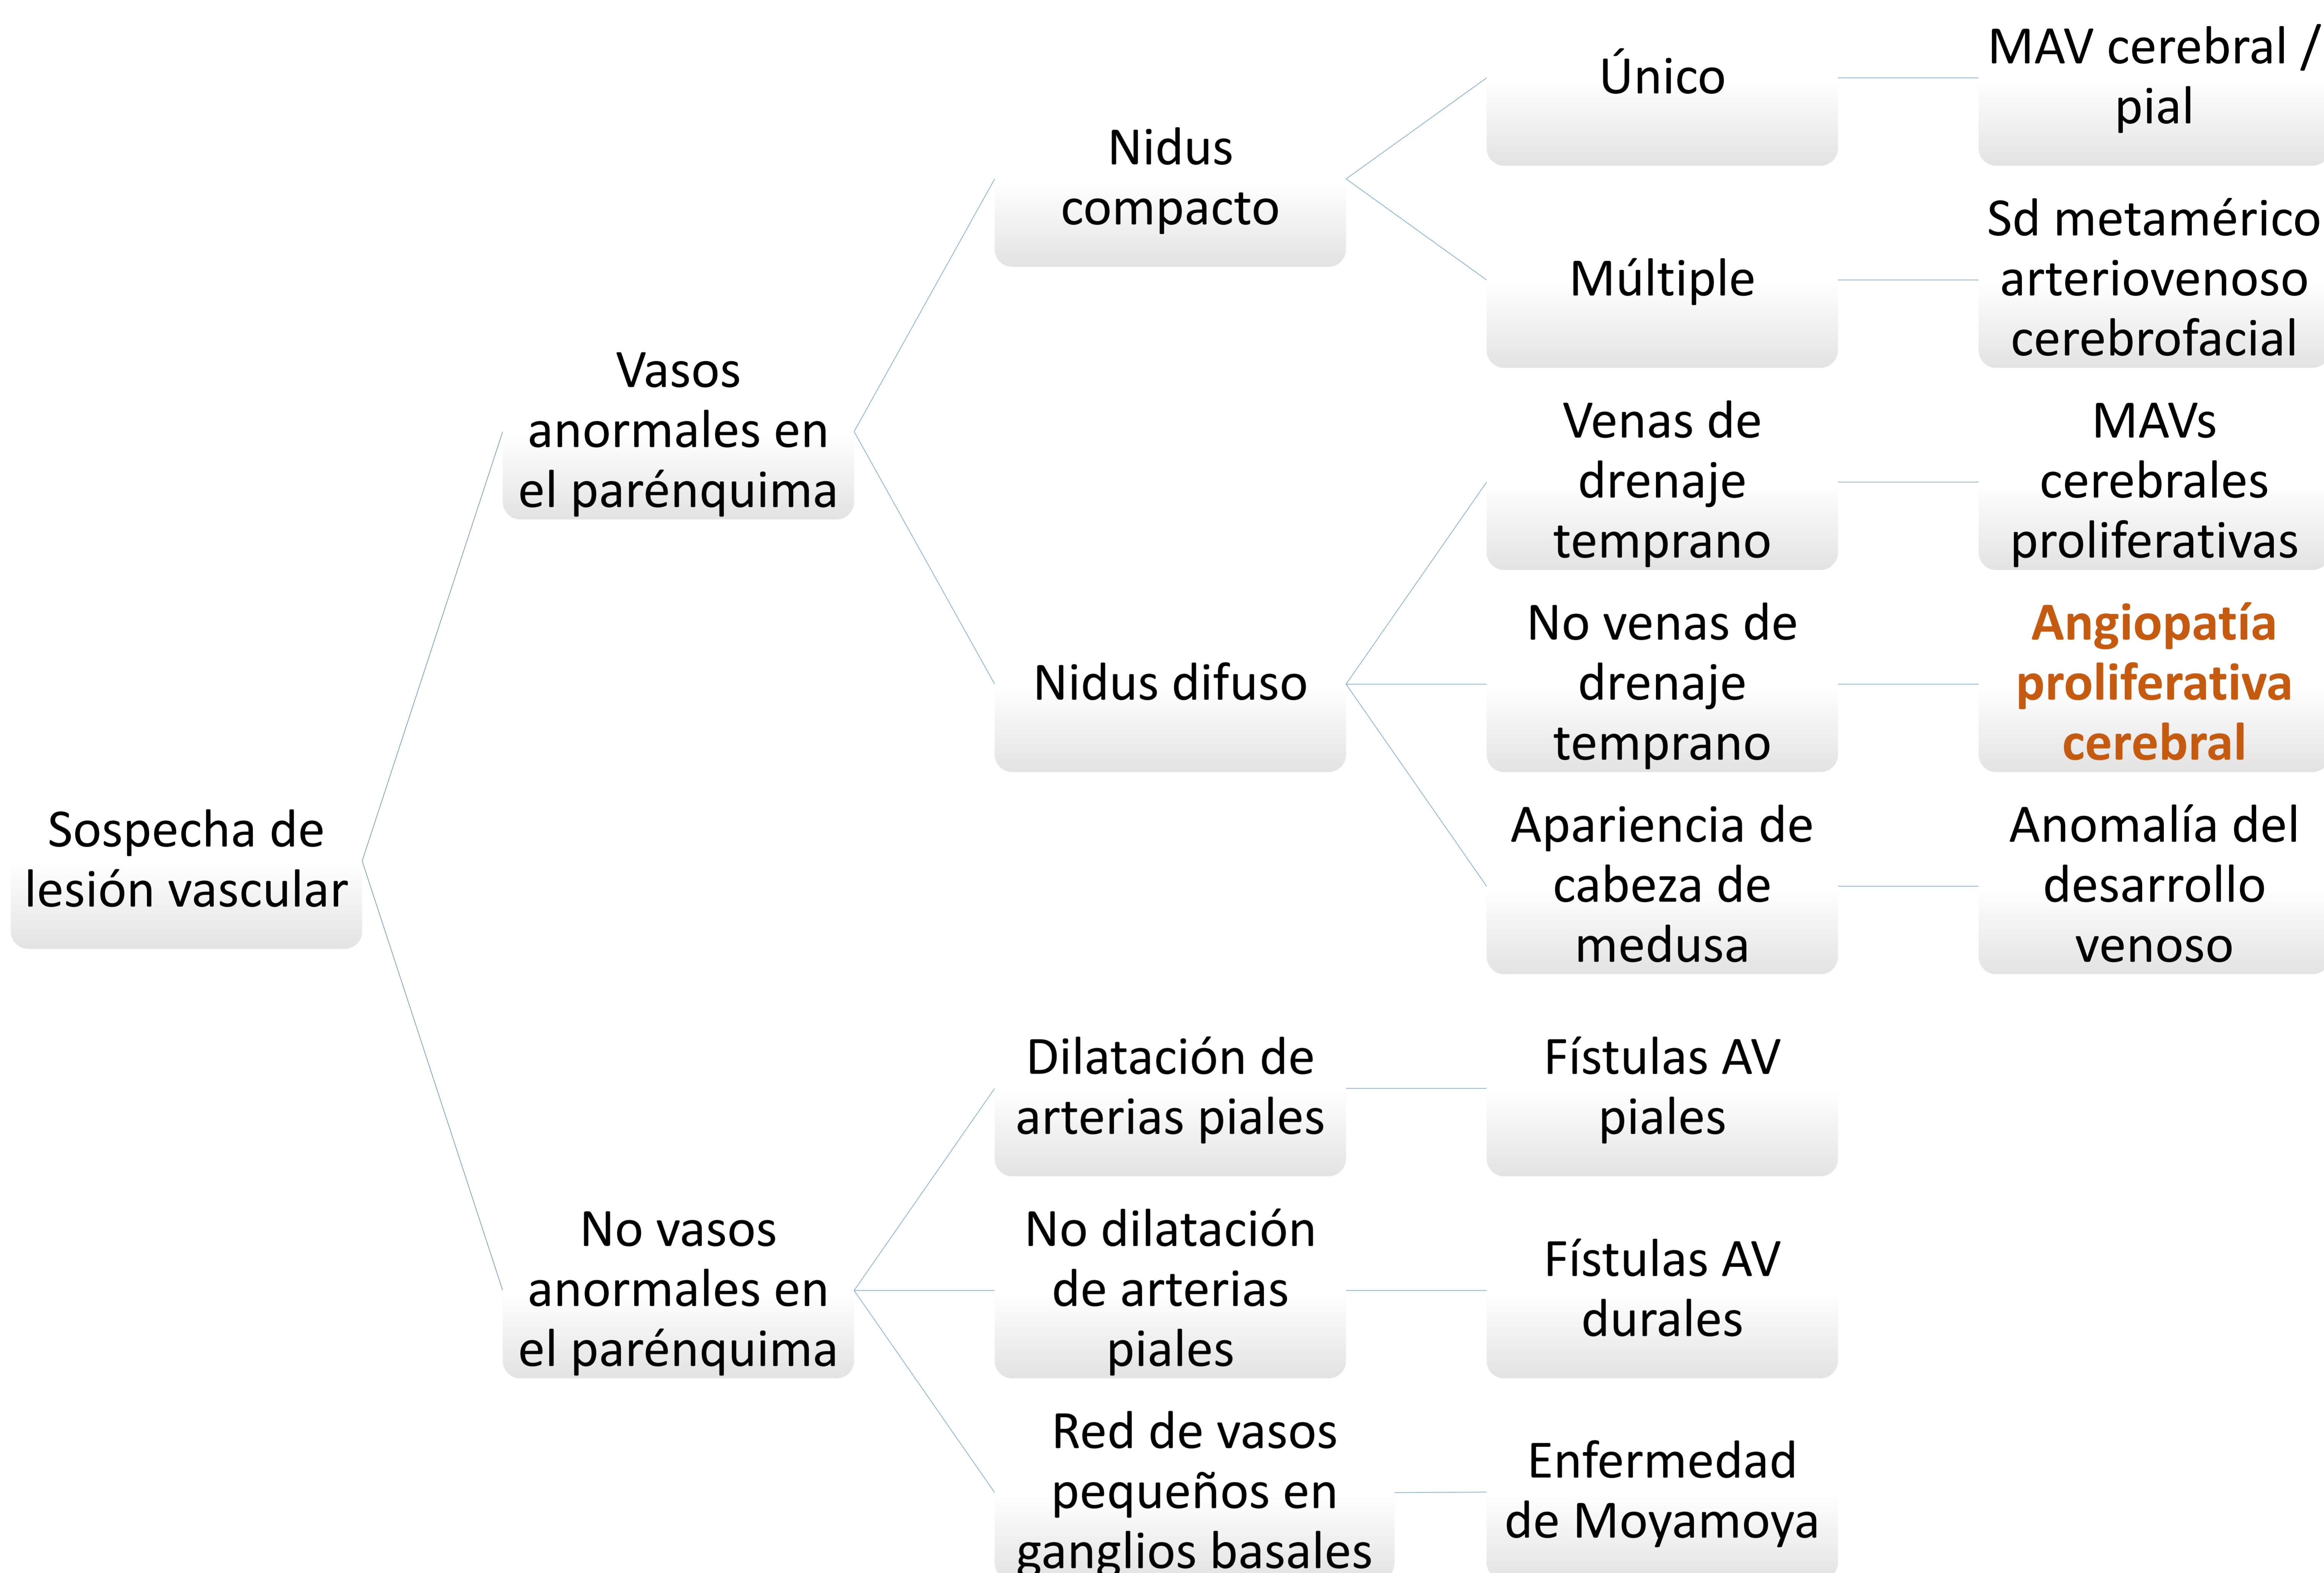 Sospecha de
lesión vascular
Vasos
anormales en
el parénquima
Nidus
compacto
Único
MAV cerebral /
pial
Múltiple
Sd metamérico
arteriovenoso
cerebrofacial
Nidus difuso
Venas de
drenaje
temprano
MAVs
cerebrales
proliferativas
No venas de
drenaje
temprano
Angiopatía
proliferativa
cerebral
Apariencia de
cabeza de
medusa
Anomalía del
desarrollo
venoso
No vasos
anormales en
el parénquima
Dilatación de
arterias piales
Fístulas AV
piales
No dilatación
de arterias
piales
Fístulas AV
durales
Red de vasos
pequeños en
ganglios basales
Enfermedad
de Moyamoya